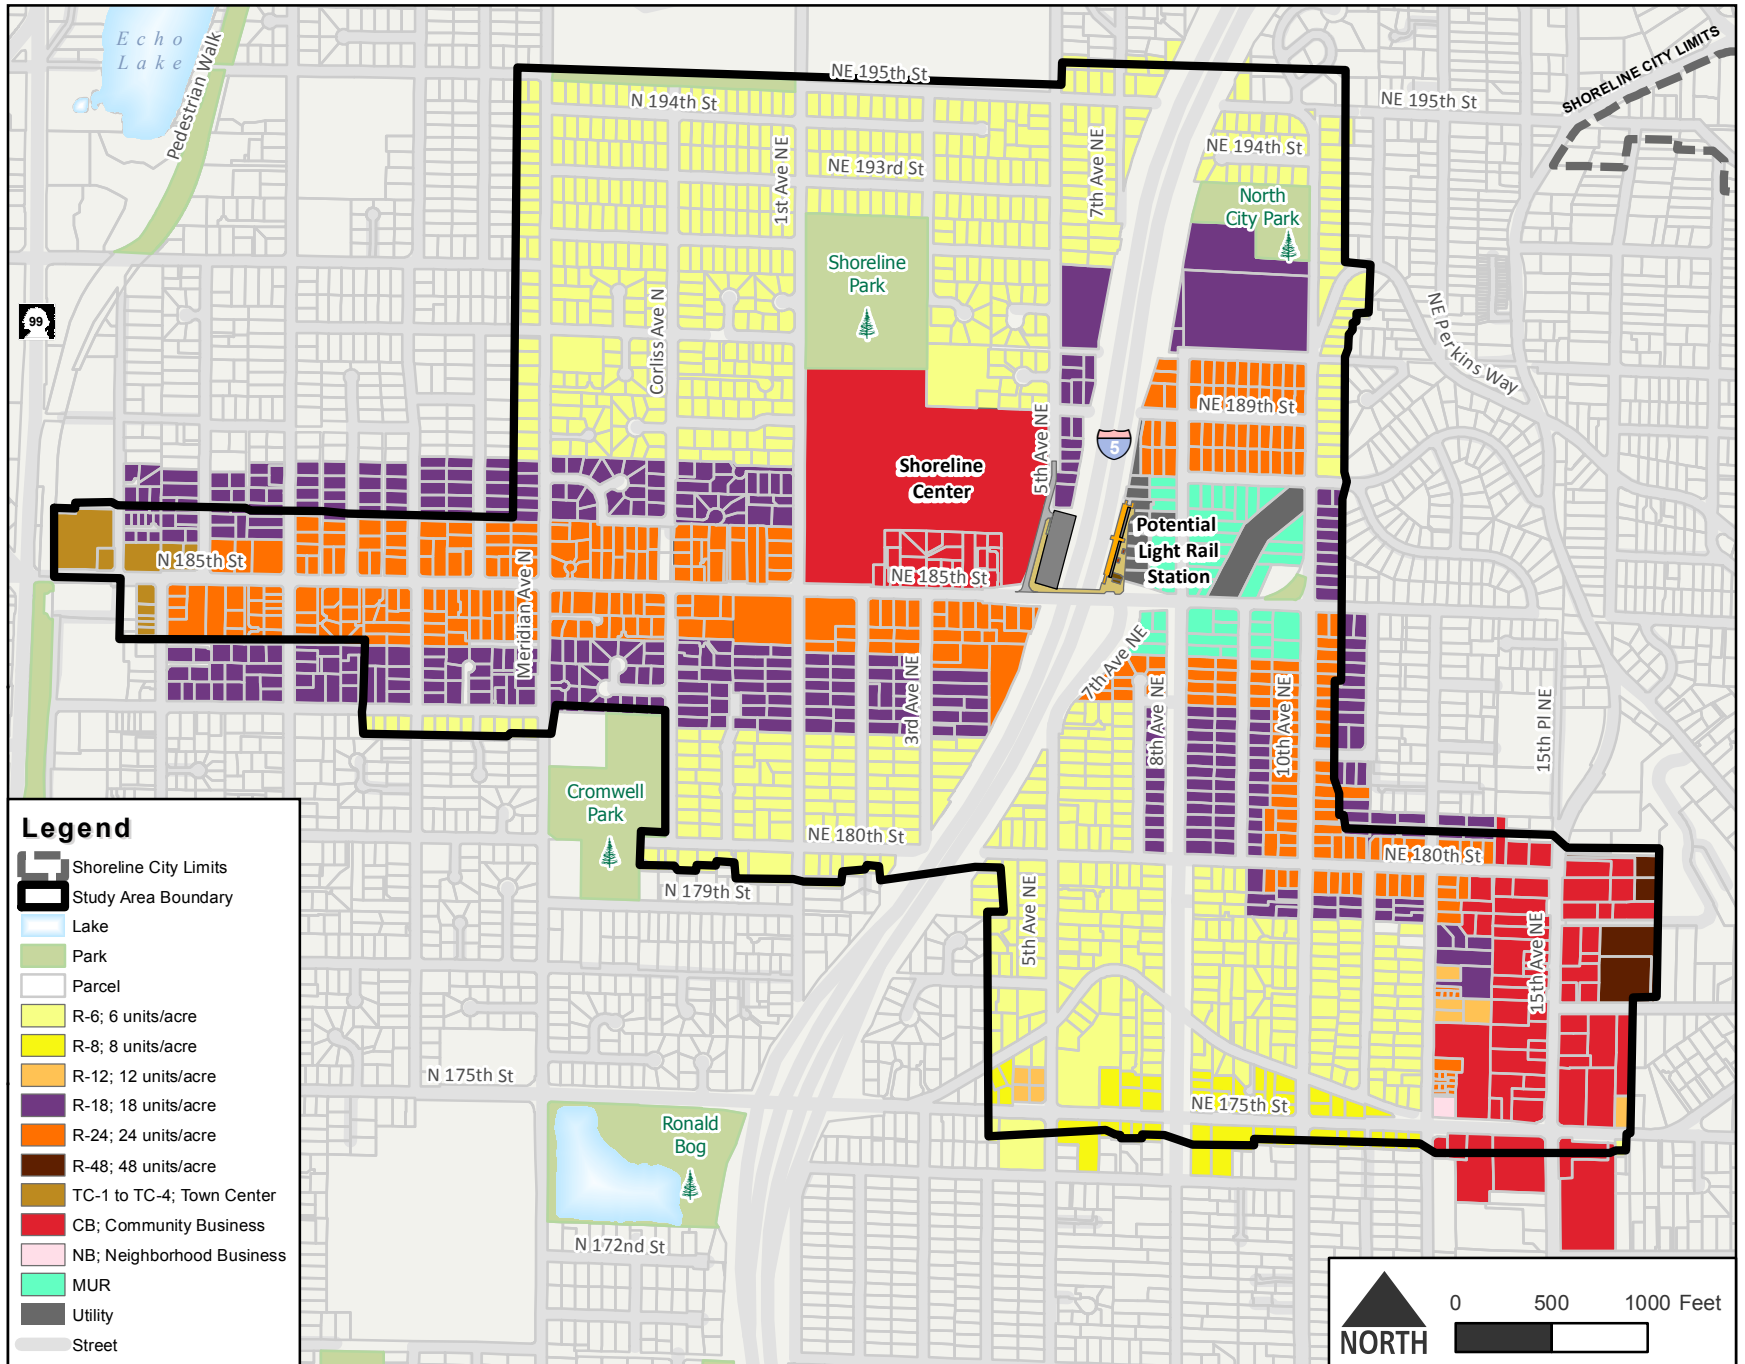 Echo
Lake
Pedestrian Walk
NE 195th St
N 194th St
1st Ave NE
NE 193rd St
7th Ave NE
NE 194th St
NE 195th St
SHORELINE CITY LIMITS
North
City Park
Shoreline
Park
99
Corliss Ave N
NE Perkins Way
NE 189th St
5th Ave NE
5
Shoreline
Center
Potential
Light Rail
Station
N 185th St
NE 185th St
Meridian Ave N
3rd Ave NE
7th Ave NE
8th Ave NE
10th Ave NE
15th Pl NE
Cromwell
Park
NE 180th St
NE 180th St
N 179th St
5th Ave NE
15th Ave NE
N 175th St
NE 175th St
Ronald
Bog
N 172nd St
Legend
Shoreline City Limits
Study Area Boundary
Lake
Park
Parcel
R-6; 6 units/acre
R-8; 8 units/acre
R-12; 12 units/acre
R-18; 18 units/acre
R-24; 24 units/acre
R-48; 48 units/acre
TC-1 to TC-4; Town Center
CB; Community Business
NB; Neighborhood Business
MUR
Utility
Street
NORTH
0 500 1000 Feet